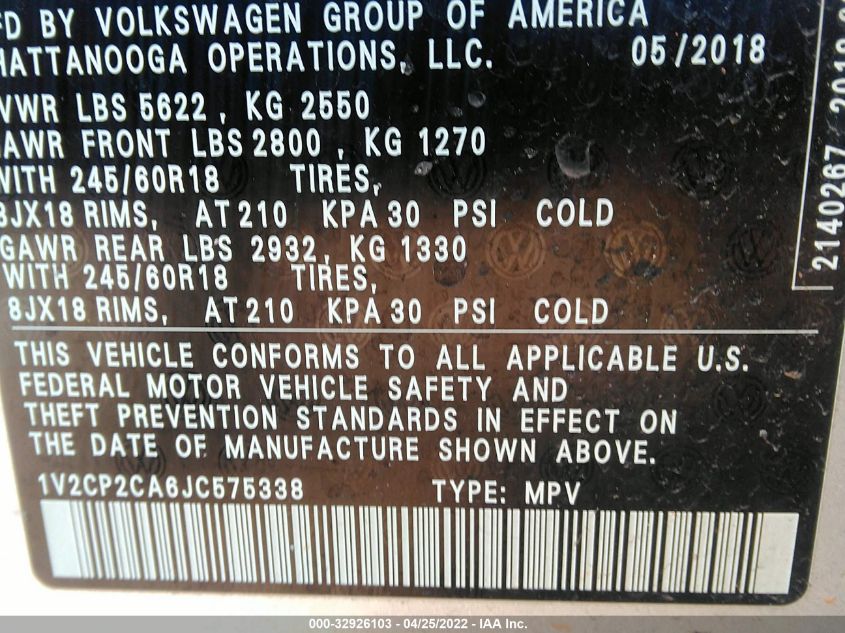 FD BY VOLKSWAGEN GROUP OF AMERICA
HATTANOOGA OPERATIONS, LLC. 05/2018
VWR LBS 5622, KG 2550
AWR FRONT LBS 2800, KG 1270
WITH 245/60R18 TIRES,
8JX18 RIMS, AT 210 KPA 30 PSI COLD
GAWR REAR LBS 2932, KG 1330
WITH 245/60R18 TIRES,
8JX18 RIMS, AT 210 KPA 30 PSI COLD
THIS VEHICLE CONFORMS TO ALL APPLICABLE U.S.
FEDERAL MOTOR VEHICLE SAFETY AND
THEFT PREVENTION STANDARDS IN EFFECT ON
THE DATE OF MANUFACTURE SHOWN ABOVE.
1V2CP2CA6JC575338 TYPE: MPV
2140267
000-32926103 - 04/25/2022 - IAA Inc.